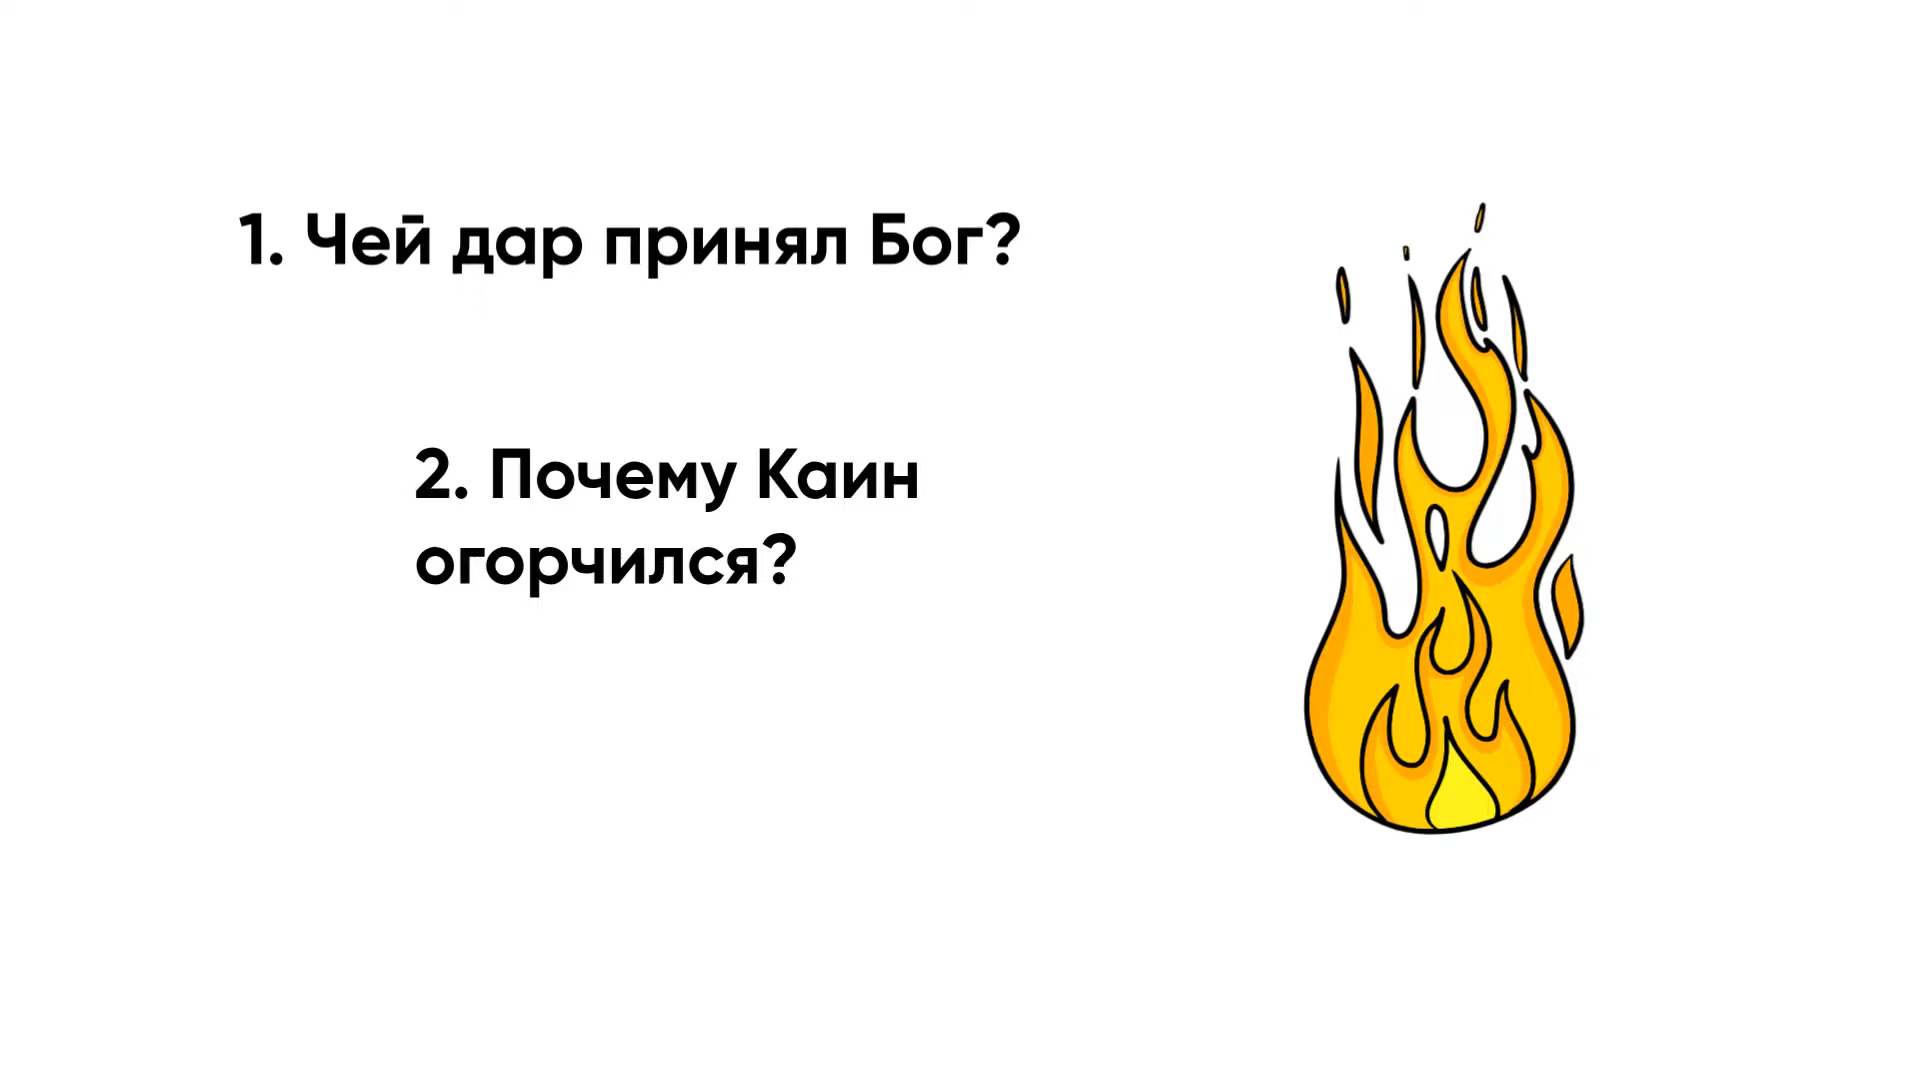 1. Чей дар принял Бог?
2. Почему Каин
огорчился?